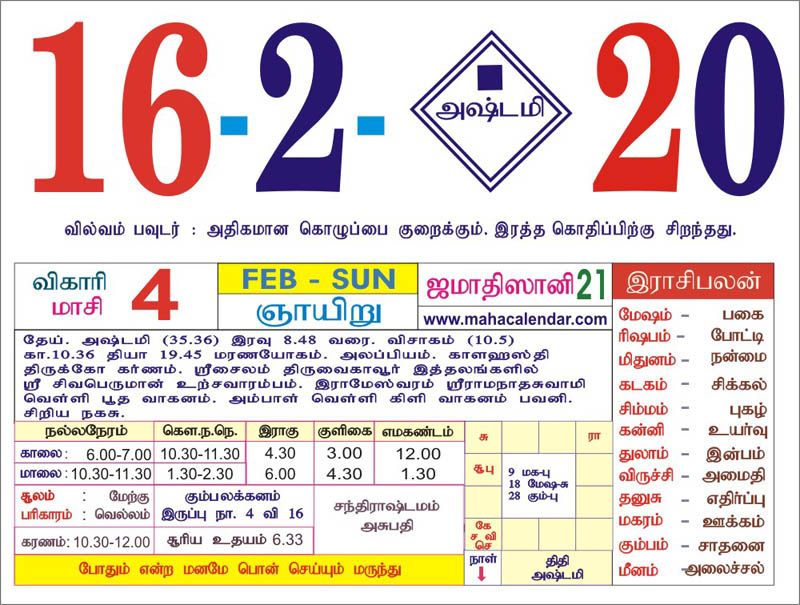 16-2- அஷ்டமி 20
வில்வம் பவுடர் : அதிகமான கொழுப்பை குறைக்கும். இரத்த கொதிப்பிற்கு சிறந்தது.
விகாரி
மாசி 4
FEB - SUN
ஞாயிறு
ஜமாதிஸானி 21
www.mahacalendar.com
தேய். அஷ்டமி (35.36) இரவு 8.48 வரை. விசாகம் (10.5)
கா.10.36 தியா 19.45 மரணயோகம். அலப்பியம். காளஹஸ்தி
திருக்கோ கர்ணம். ஸ்ரீசைலம் திருவைகாவூர் இத்தலங்களில்
ஸ்ரீ சிவபெருமான் உற்சவாரம்பம். இராமேஸ்வரம் ஸ்ரீராமநாதசுவாமி
வெள்ளி பூத வாகனம். அம்பாள் வெள்ளி கிளி வாகனம் பவனி.
சிறிய நகசு.
நல்லநேரம் கௌ.ந.நெ. இராகு குளிகை எமகண்டம்
காலை: 6.00-7.00 10.30-11.30 4.30 3.00 12.00
மாலை: 10.30-11.30 1.30-2.30 6.00 4.30 1.30
சூலம் : மேற்கு
பரிகாரம் : வெல்லம்
கும்பலக்கனம்
இருப்பு நா. 4 வி 16
சந்திராஷ்டமம்
அசுபதி
கரணம்: 10.30-12.00
சூரிய உதயம் 6.33
போதும் என்ற மனமே பொன் செய்யும் மருந்து
சு
ரா
சூபு
9 மக-பு
18 மேஷ-சு
28 கும்-பு
கே
ச வி
செ
நாள்
திதி
அஷ்டமி
இராசிபலன்
மேஷம் - பகை
ரிஷபம் - போட்டி
மிதுனம் - நன்மை
கடகம் - சிக்கல்
சிம்மம் - புகழ்
கன்னி - உயர்வு
துலாம் - இன்பம்
விருச்சி - அமைதி
தனுசு - எதிர்ப்பு
மகரம் - ஊக்கம்
கும்பம் - சாதனை
மீனம் - அலைச்சல்